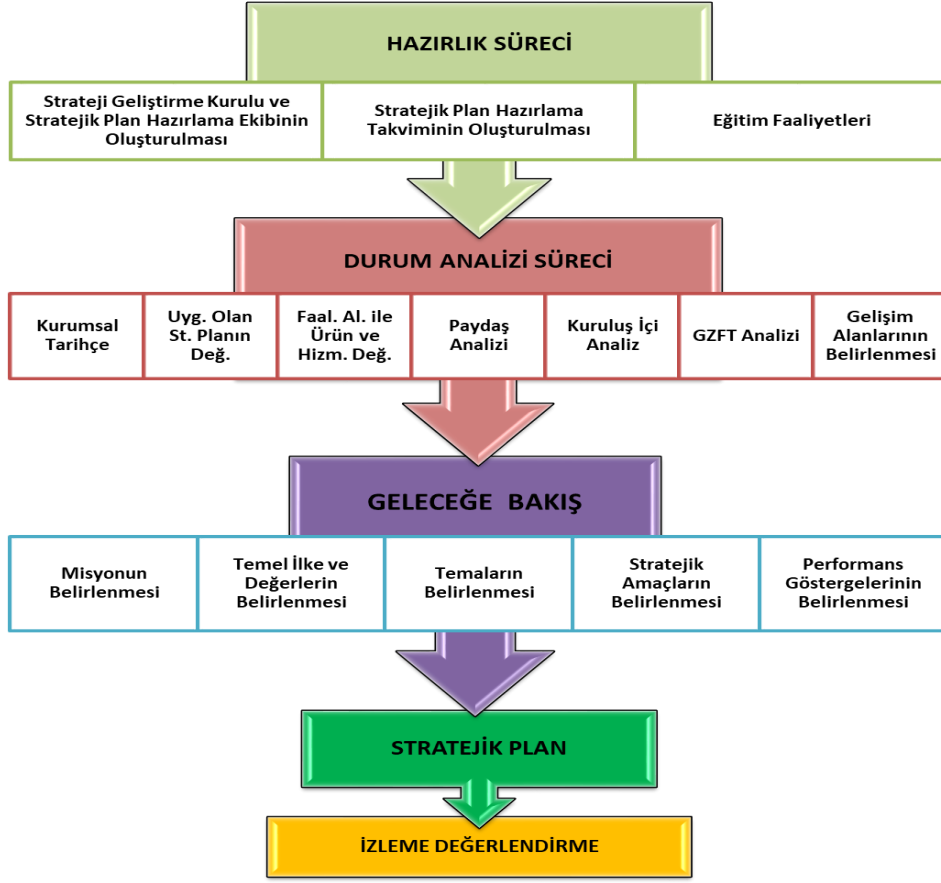 HAZIRLIK SÜRECİ
Strateji Geliştirme Kurulu ve
Stratejik Plan Hazırlama Ekibinin
Oluşturulması
Stratejik Plan Hazırlama
Takviminin Oluşturulması
Eğitim Faaliyetleri
DURUM ANALİZİ SÜRECİ
Kurumsal
Tarihçe
Uyg. Olan
St. Planın
Değ.
Faal. Al. ile
Ürün ve
Hizm. Değ.
Paydaş
Analizi
Kuruluş İçi
Analiz
GZFT Analizi
Gelişim
Alanlarının
Belirlenmesi
GELECEĞE BAKIŞ
Misyonun
Belirlenmesi
Temel İlke ve
Değerlerin
Belirlenmesi
Temaların
Belirlenmesi
Stratejik
Amaçların
Belirlenmesi
Performans
Göstergelerinin
Belirlenmesi
STRATEJİK PLAN
İZLEME DEĞERLENDİRME